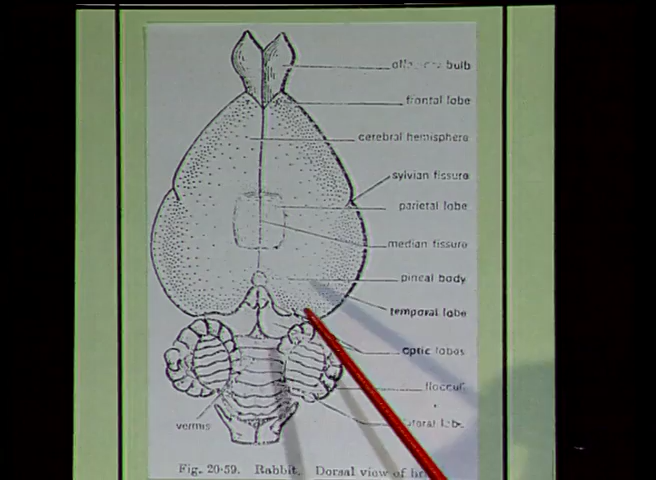 bulb
frontal lobe
cerebral hemisphere
sylvian fissure
parietal lobe
median fissure
pineal body
temporal lobe
optic lobes
vermis
Fig. 20·59. Rabbit. Dorsal view of